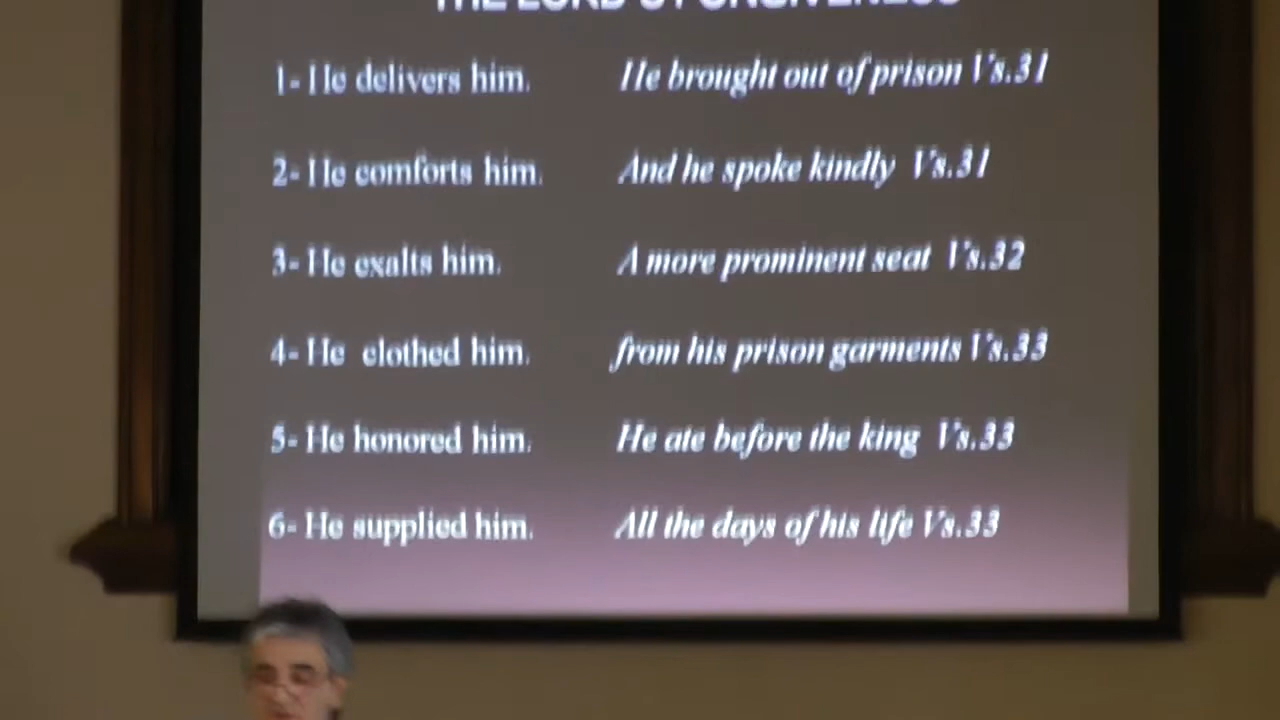 THE LORD'S FORGIVENESS
1- He delivers him. He brought out of prison Vs.31
2- He comforts him. And he spoke kindly Vs.31
3- He exalts him. A more prominent seat Vs.32
4- He clothed him. from his prison garments Vs.33
5- He honored him. He ate before the king Vs.33
6- He supplied him. All the days of his life Vs.33